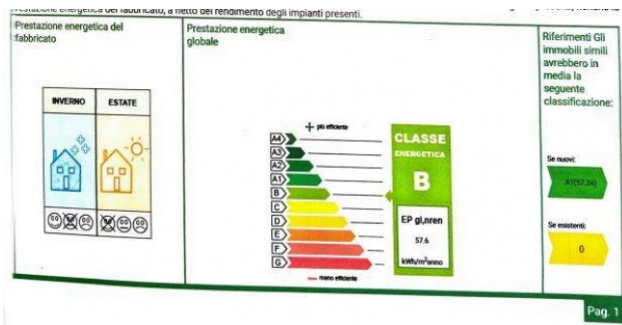 prestazione energetica del fabbricato, al netto del rendimento degli impianti presenti.
Prestazione energetica del
fabbricato
INVERNO
ESTATE
Prestazione energetica
globale
+ più efficiente
A4
A3
A2
A1
B
C
D
E
F
G
— meno efficiente
CLASSE
ENERGETICA
B
EP gl,nren
57.6
kWh/m²anno
Riferimenti Gli
immobili simili
avrebbero in
media la
seguente
classificazione:
Se nuovi:
A1(57.24)
Se esistenti:
0
Pag. 1